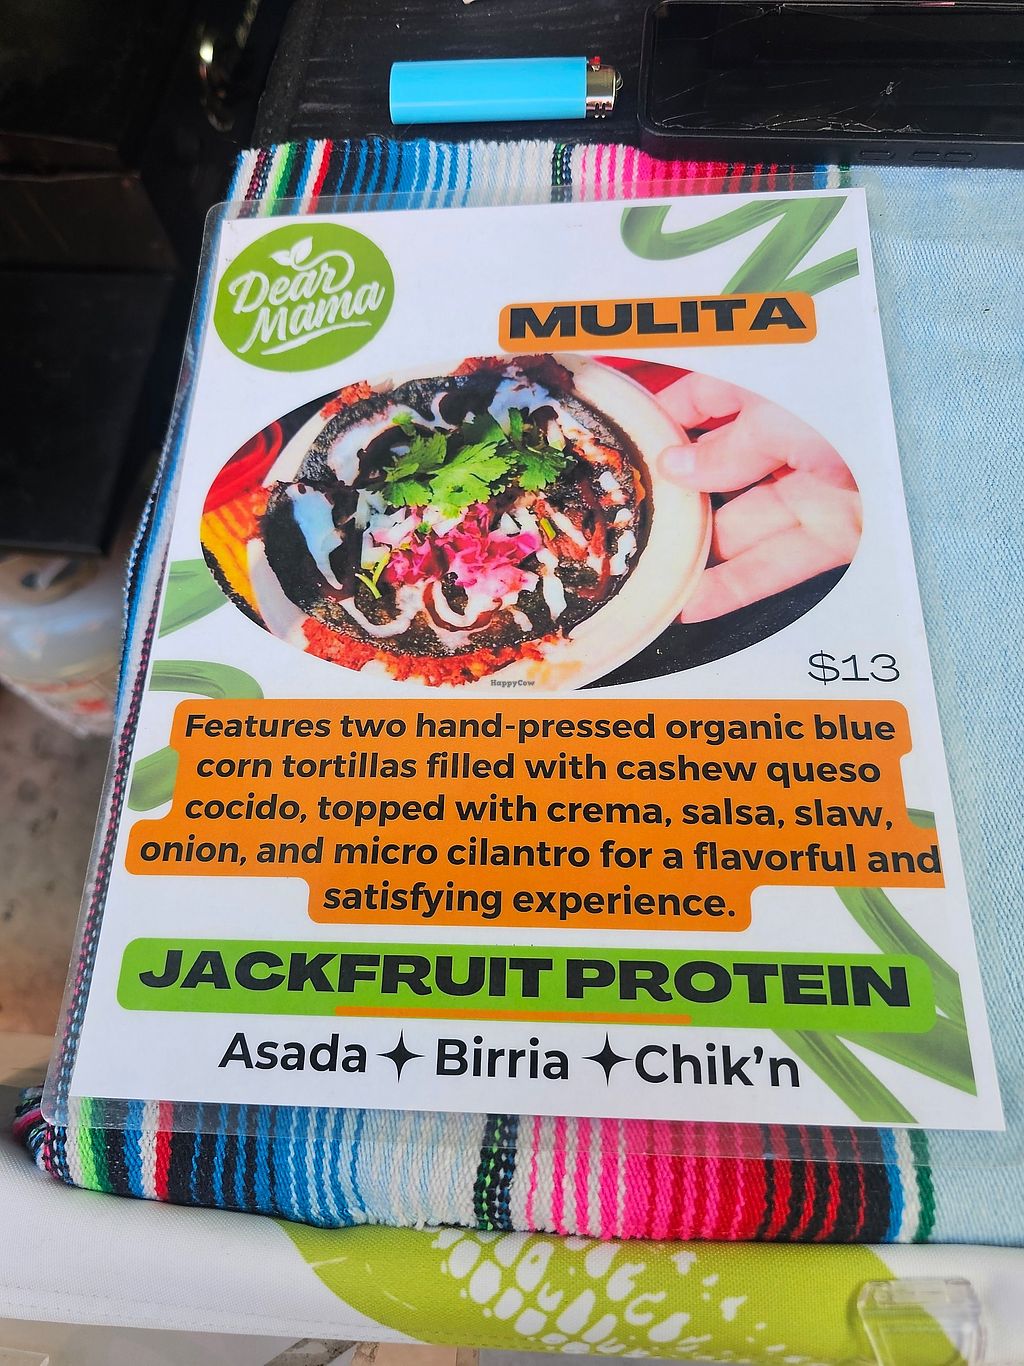 Dear
Mama
MULITA
HappyCow
$13
Features two hand-pressed organic blue
corn tortillas filled with cashew queso
cocido, topped with crema, salsa, slaw,
onion, and micro cilantro for a flavorful and
satisfying experience.
JACKFRUIT PROTEIN
Asada ✦ Birria ✦ Chik'n